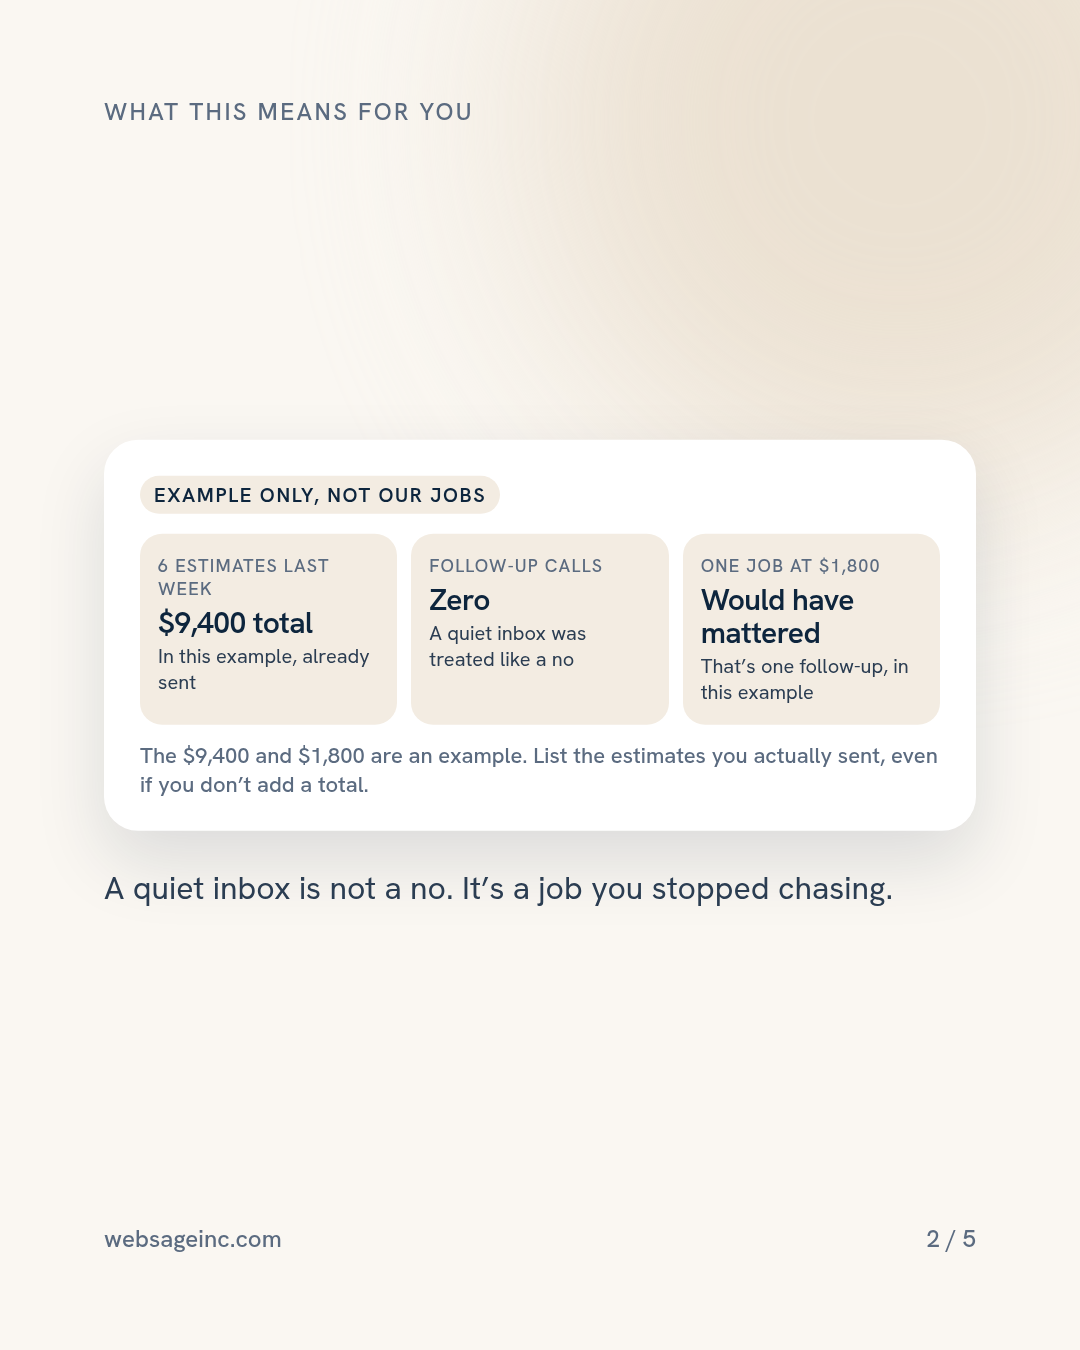 WHAT THIS MEANS FOR YOU
EXAMPLE ONLY, NOT OUR JOBS
6 ESTIMATES LAST
WEEK
$9,400 total
In this example, already
sent
FOLLOW-UP CALLS
Zero
A quiet inbox was
treated like a no
ONE JOB AT $1,800
Would have
mattered
That’s one follow-up, in
this example
The $9,400 and $1,800 are an example. List the estimates you actually sent, even
if you don’t add a total.
A quiet inbox is not a no. It’s a job you stopped chasing.
websageinc.com
2 / 5